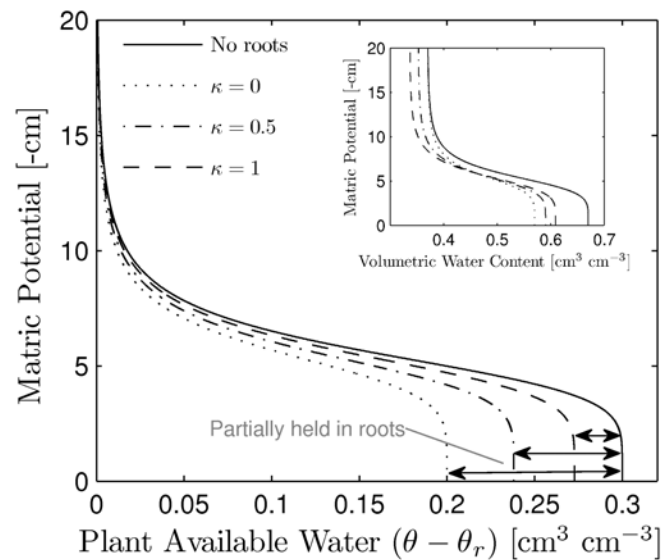 20
15
10
5
0
Matric Potential [-cm]
No roots
κ = 0
κ = 0.5
κ = 1
20
15
10
5
0
Matric Potential [-cm]
0.4 0.5 0.6 0.7
Volumetric Water Content [cm³ cm⁻³]
Partially held in roots
0 0.05 0.1 0.15 0.2 0.25 0.3
Plant Available Water (θ − θᵣ) [cm³ cm⁻³]